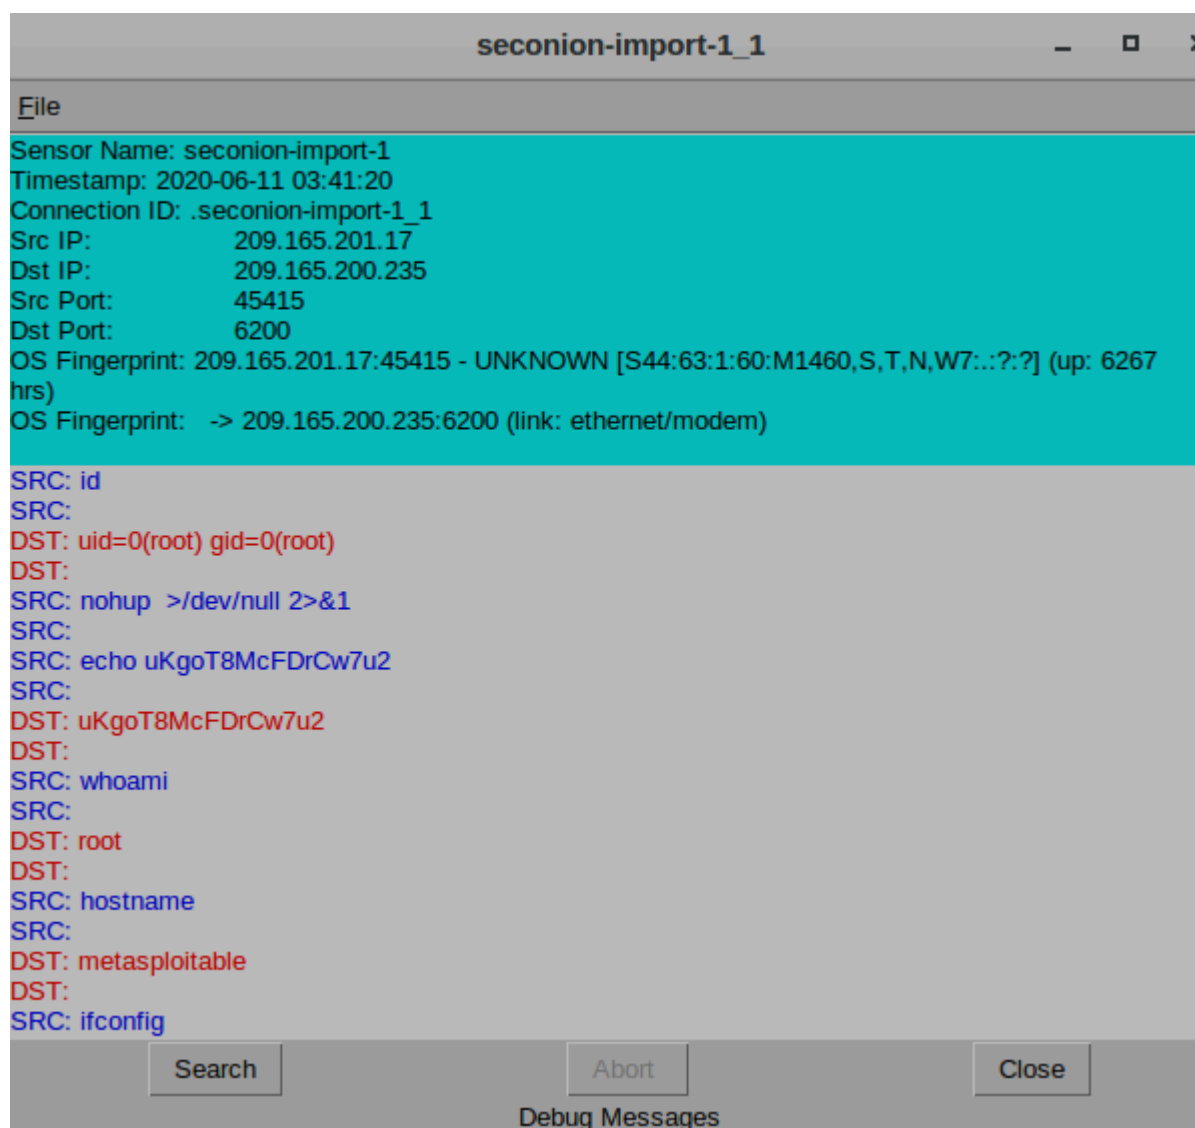 seconion-import-1_1
File
Sensor Name: seconion-import-1
Timestamp: 2020-06-11 03:41:20
Connection ID: .seconion-import-1_1
Src IP: 209.165.201.17
Dst IP: 209.165.200.235
Src Port: 45415
Dst Port: 6200
OS Fingerprint: 209.165.201.17:45415 - UNKNOWN [S44:63:1:60:M1460,S,T,N,W7:.:?:?] (up: 6267
hrs)
OS Fingerprint: -> 209.165.200.235:6200 (link: ethernet/modem)
SRC: id
SRC:
DST: uid=0(root) gid=0(root)
DST:
SRC: nohup >/dev/null 2>&1
SRC:
SRC: echo uKgoT8McFDrCw7u2
SRC:
DST: uKgoT8McFDrCw7u2
DST:
SRC: whoami
SRC:
DST: root
DST:
SRC: hostname
SRC:
DST: metasploitable
DST:
SRC: ifconfig
Search Abort Close
Debug Messages